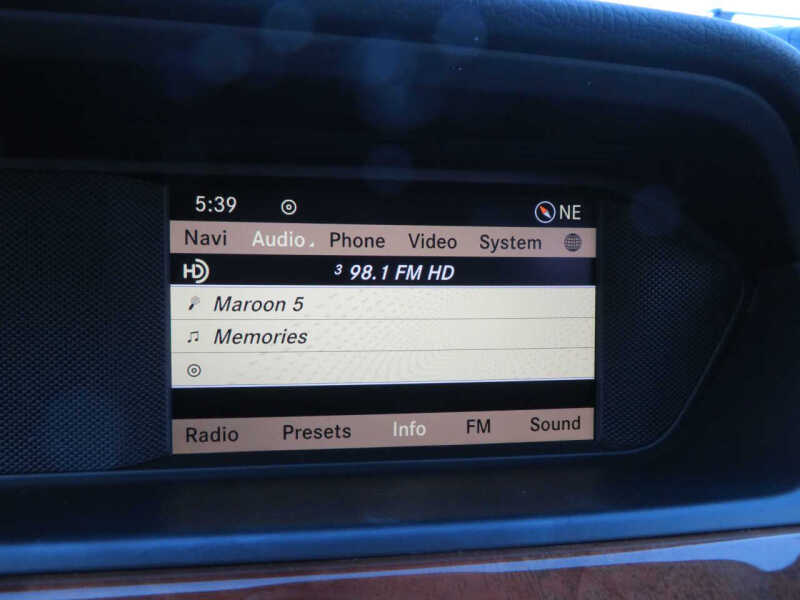 5:39 NE
Navi Audio Phone Video System
HD 3 98.1 FM HD
Maroon 5
Memories
Radio Presets Info FM Sound